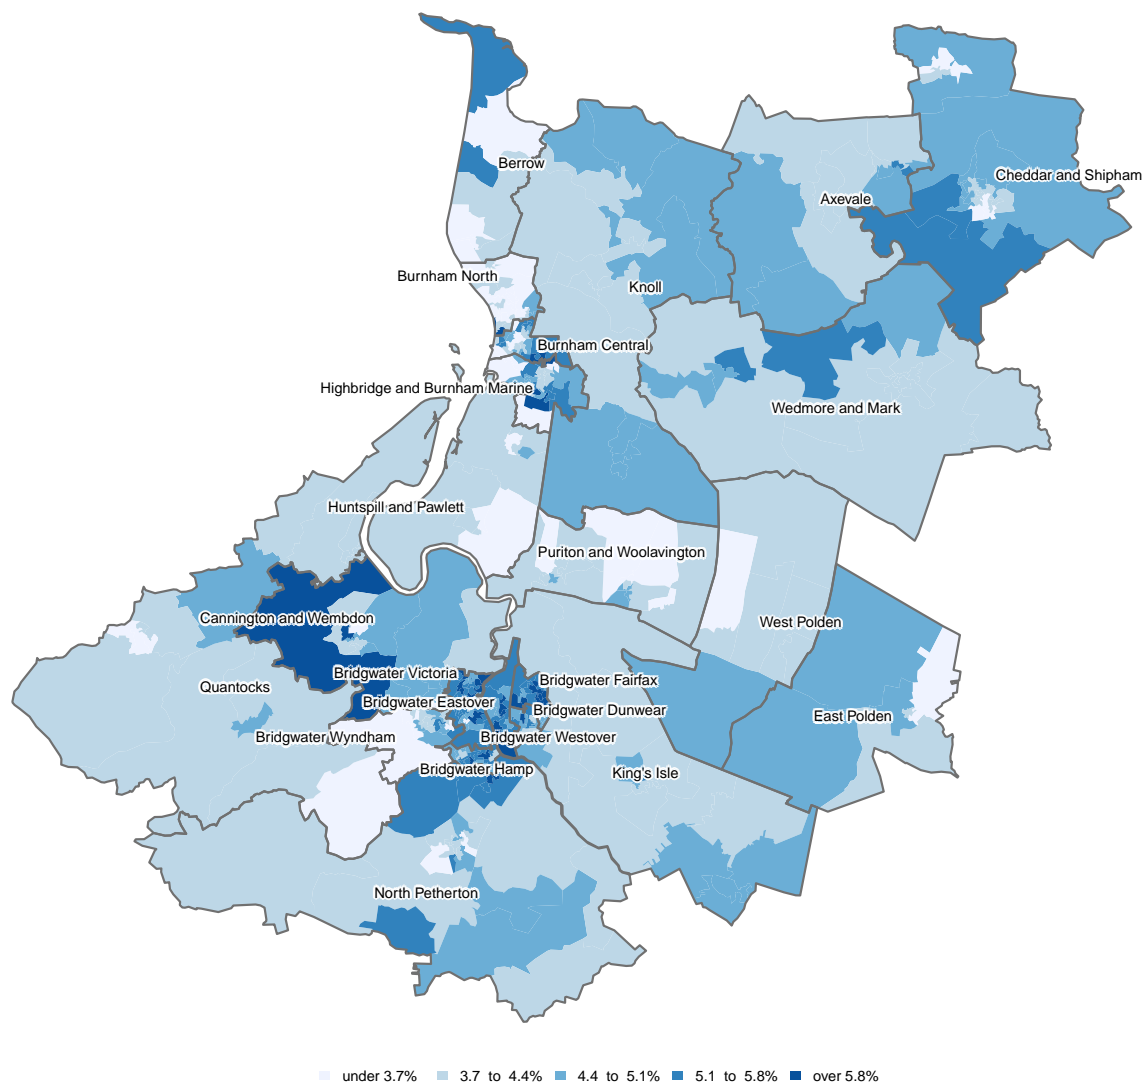 Berrow
Cheddar and Shipham
Axevale
Burnham North
Knoll
Burnham Central
Highbridge and Burnham Marine
Wedmore and Mark
Huntspill and Pawlett
Puriton and Woolavington
Cannington and Wembdon
West Polden
Bridgwater Victoria
Bridgwater Fairfax
Quantocks
Bridgwater Eastover
Bridgwater Dunwear
East Polden
Bridgwater Wyndham
Bridgwater Westover
Bridgwater Hamp
King's Isle
North Petherton
under 3.7% 3.7 to 4.4% 4.4 to 5.1% 5.1 to 5.8% over 5.8%